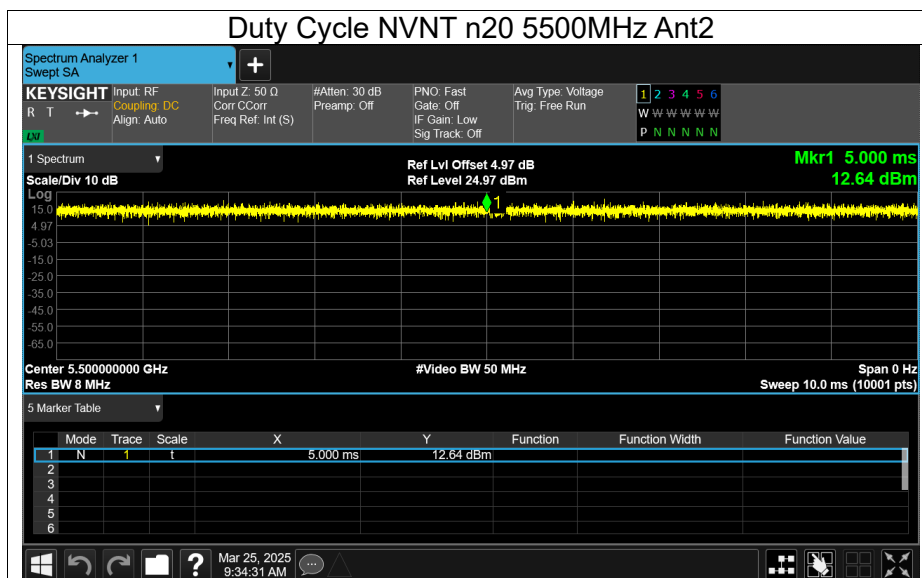 Duty Cycle NVNT n20 5500MHz Ant2
Spectrum Analyzer 1
Swept SA
+
KEYSIGHT
R T
LXI
Input: RF
Coupling: DC
Align: Auto
Input Z: 50 Ω
Corr CCorr
Freq Ref: Int (S)
#Atten: 30 dB
Preamp: Off
PNO: Fast
Gate: Off
IF Gain: Low
Sig Track: Off
Avg Type: Voltage
Trig: Free Run
1 2 3 4 5 6
W W W W W W
P N N N N N
1 Spectrum
Scale/Div 10 dB
Ref Lvl Offset 4.97 dB
Ref Level 24.97 dBm
Mkr1 5.000 ms
12.64 dBm
Log
1
15.0
4.97
-5.03
-15.0
-25.0
-35.0
-45.0
-55.0
-65.0
Center 5.500000000 GHz
#Video BW 50 MHz
Span 0 Hz
Res BW 8 MHz
Sweep 10.0 ms (10001 pts)
5 Marker Table
Mode Trace Scale X Y Function Function Width Function Value
1 N 1 t 5.000 ms 12.64 dBm
2
3
4
5
6
?
Mar 25, 2025
9:34:31 AM